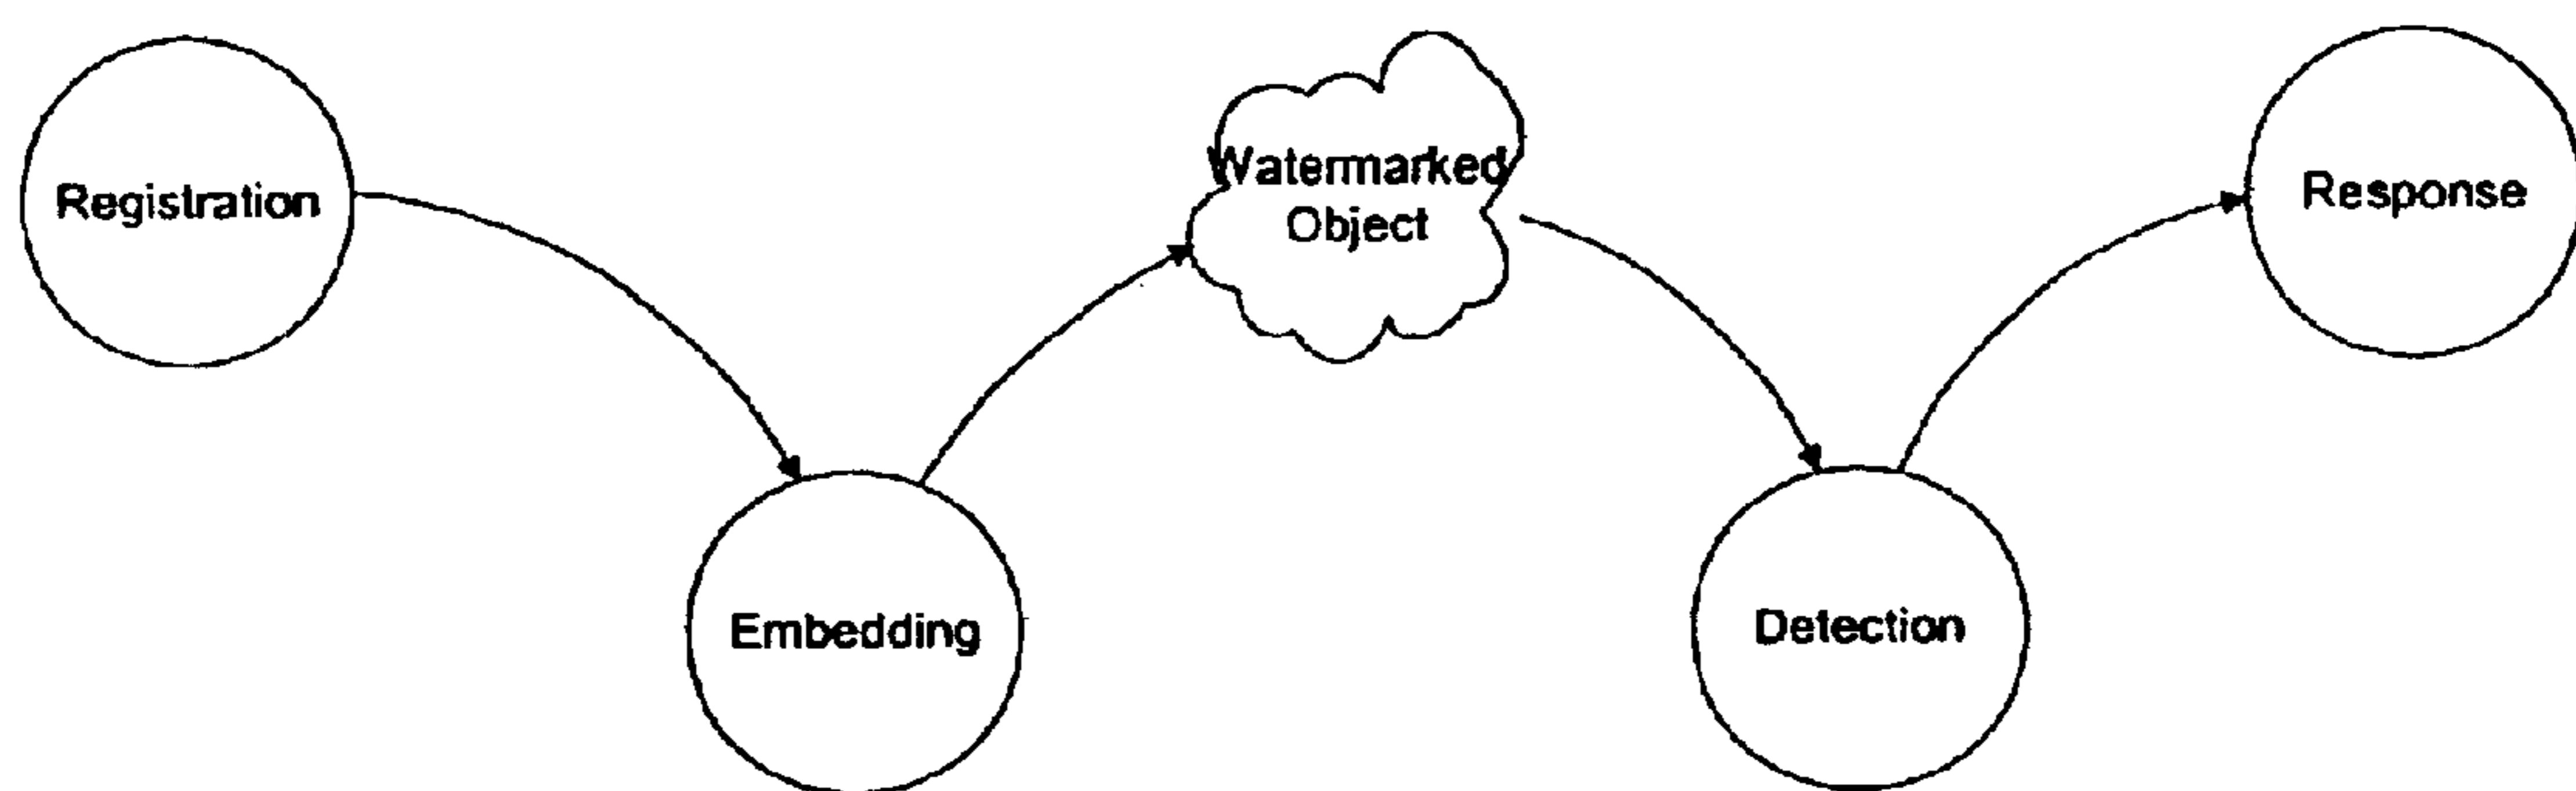 Registration
Embedding
Watermarked
Object
Detection
Response